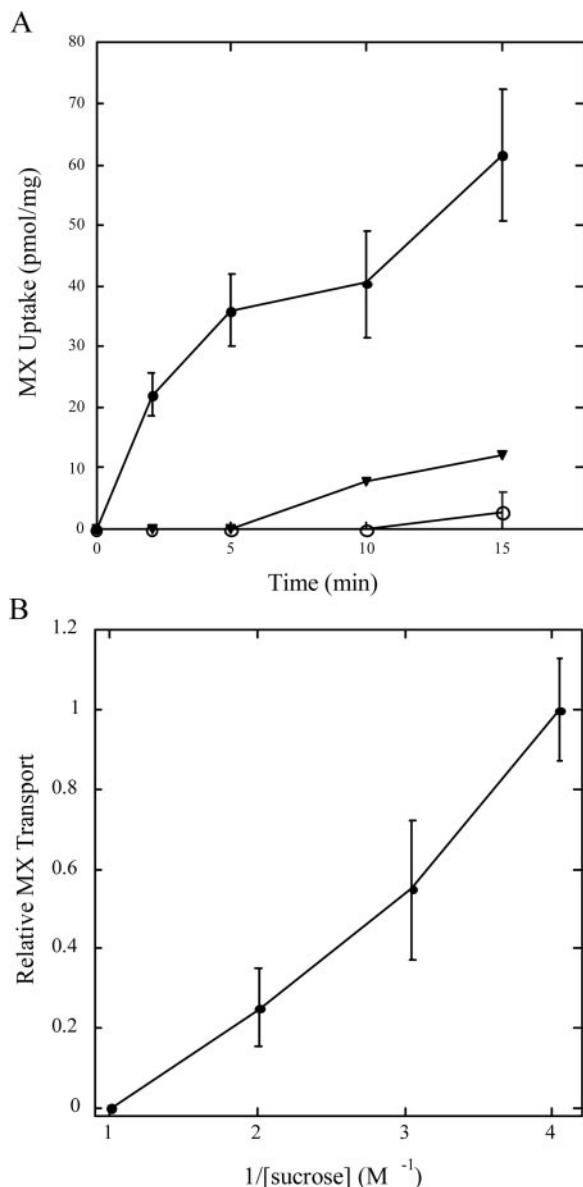 A
80
70
60
50
40
30
20
10
0
MX Uptake (pmol/mg)
0 5 10 15
Time (min)
B
1.2
1
0.8
0.6
0.4
0.2
0
Relative MX Transport
1 2 3 4
1/[sucrose] (M ⁻¹)